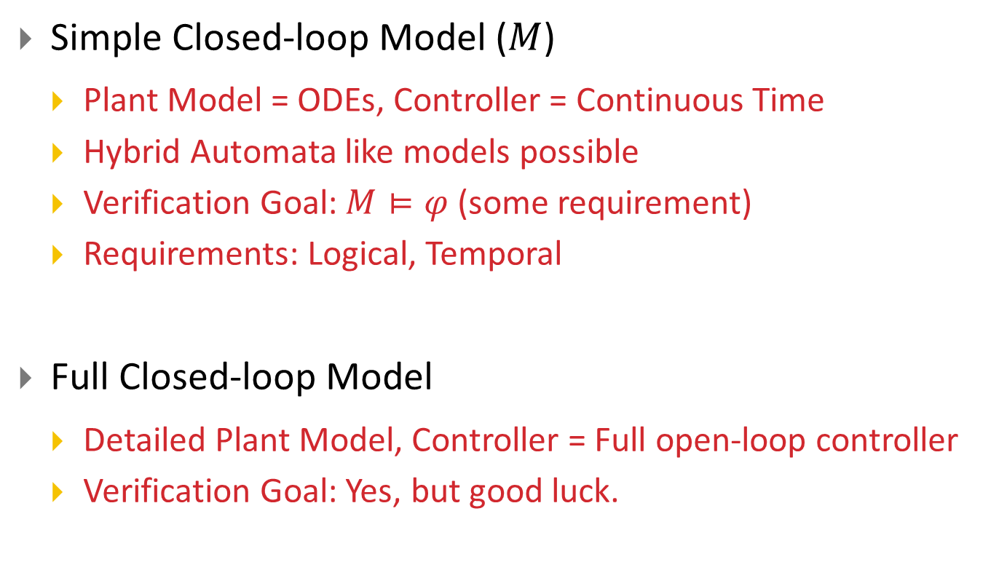 Simple Closed-loop Model (M)
Plant Model = ODEs, Controller = Continuous Time
Hybrid Automata like models possible
Verification Goal: M ⊨ φ (some requirement)
Requirements: Logical, Temporal
Full Closed-loop Model
Detailed Plant Model, Controller = Full open-loop controller
Verification Goal: Yes, but good luck.